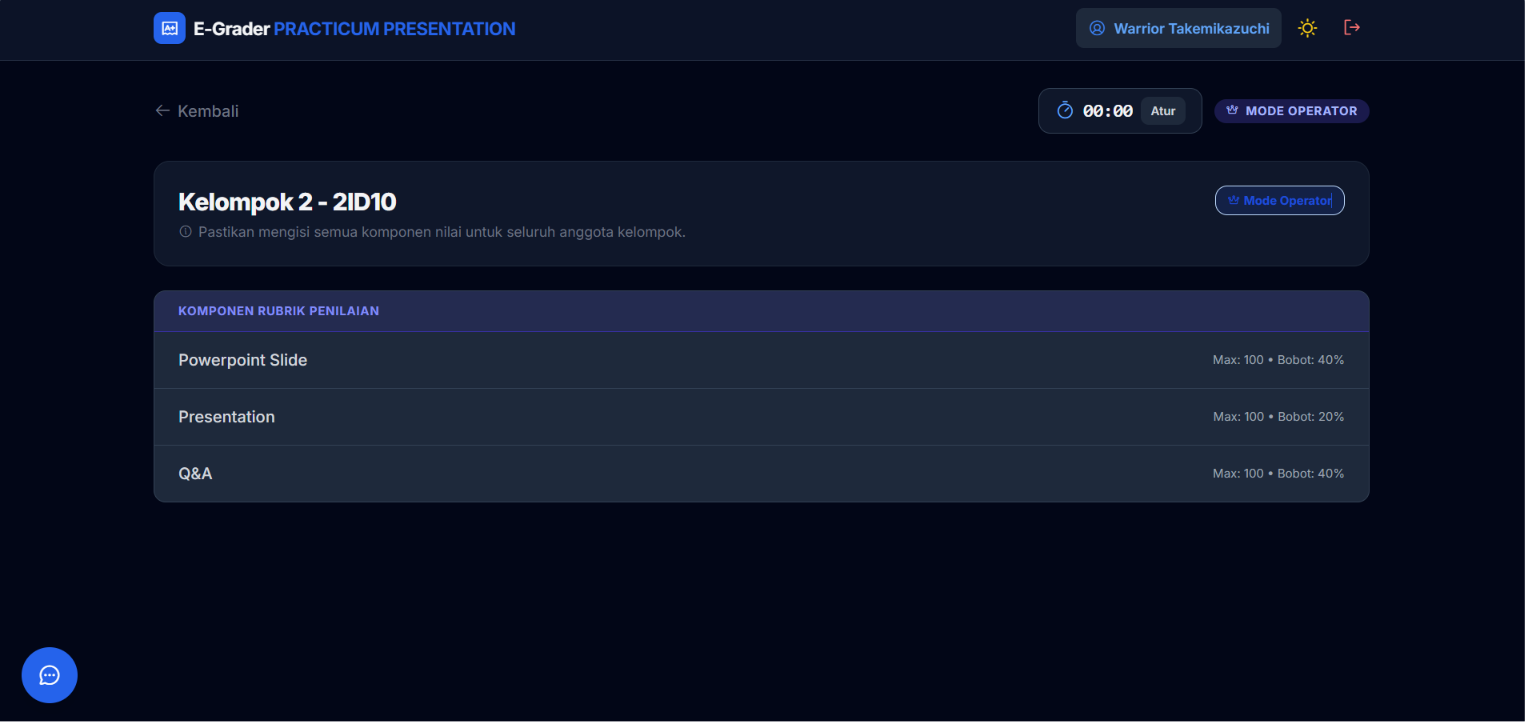 E-Grader PRACTICUM PRESENTATION
Warrior Takemikazuchi
Kembali
00:00 Atur
MODE OPERATOR
Kelompok 2 - 2ID10
Mode Operator
Pastikan mengisi semua komponen nilai untuk seluruh anggota kelompok.
KOMPONEN RUBRIK PENILAIAN
Powerpoint Slide
Max: 100 • Bobot: 40%
Presentation
Max: 100 • Bobot: 20%
Q&A
Max: 100 • Bobot: 40%